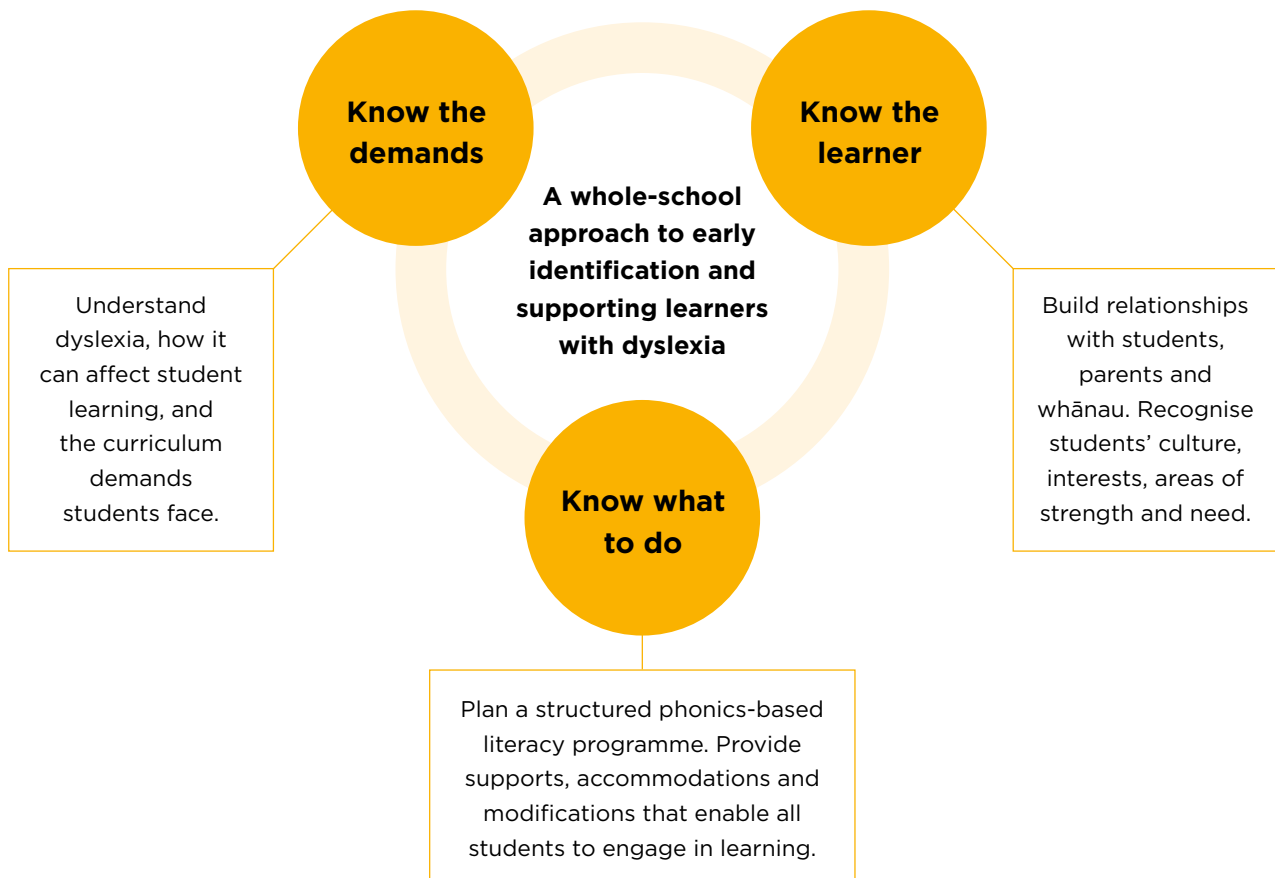 Know the
demands
Know the
learner
A whole-school
approach to early
identification and
supporting learners
with dyslexia
Understand
dyslexia, how it
can affect student
learning, and
the curriculum
demands
students face.
Build relationships
with students,
parents and
whānau. Recognise
students’ culture,
interests, areas of
strength and need.
Know what
to do
Plan a structured phonics-based
literacy programme. Provide
supports, accommodations and
modifications that enable all
students to engage in learning.